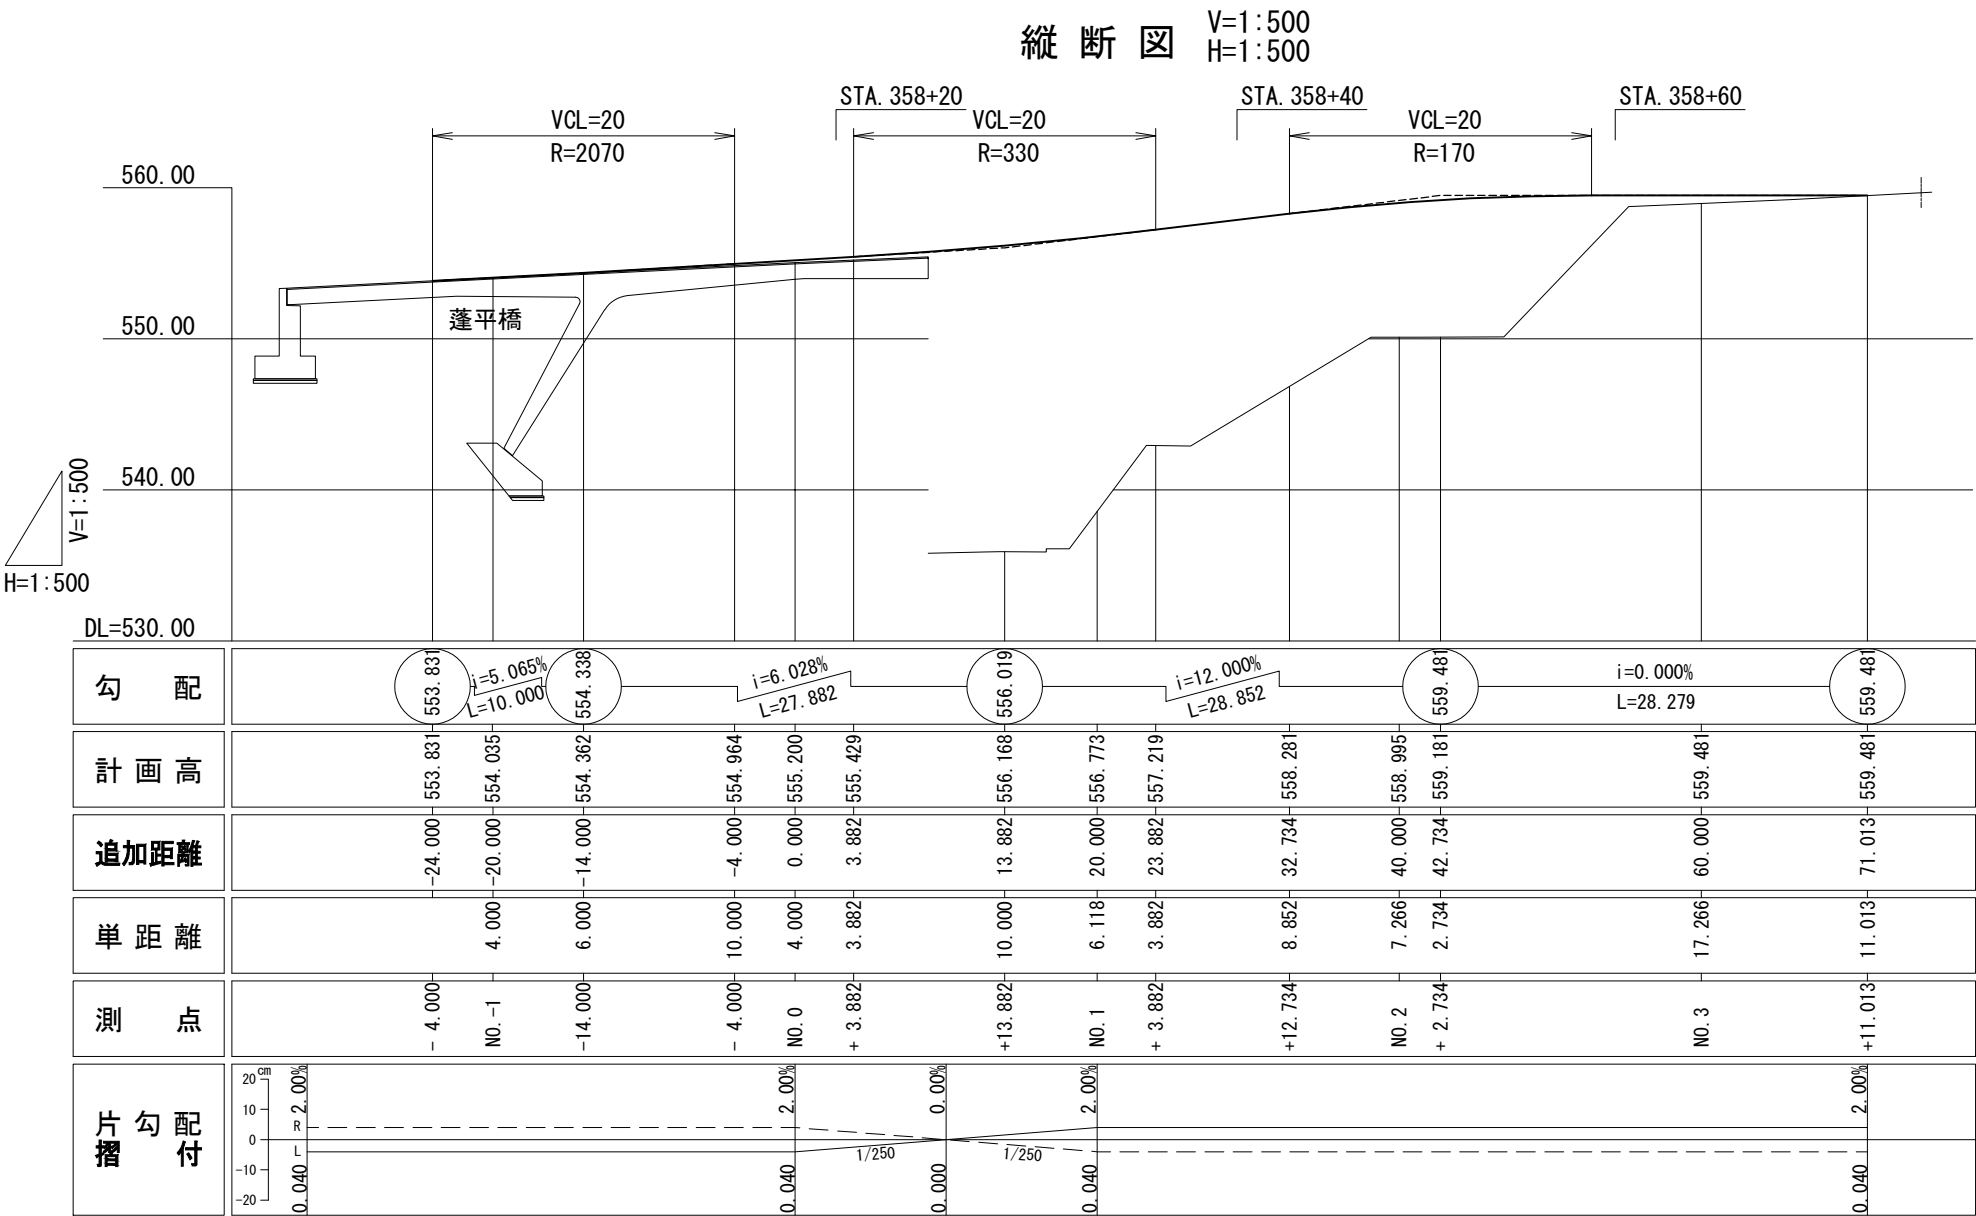 縦断図 V=1:500
H=1:500
STA.358+20 STA.358+40 STA.358+60
VCL=20 VCL=20 VCL=20
R=2070 R=330 R=170
560.00
蓬平橋
550.00
540.00
V=1:500
H=1:500
DL=530.00
勾配 553.831 i=5.065% L=10.000 554.338 i=6.028% L=27.882 556.019 i=12.000% L=28.852 559.481 i=0.000% L=28.279 559.481
計画高 553.831 554.035 554.362 554.964 555.200 555.429 556.168 556.773 557.219 558.281 558.995 559.181 559.481 559.481
追加距離 -24.000 -20.000 -14.000 -4.000 0.000 3.882 13.882 20.000 23.882 32.734 40.000 42.734 60.000 71.013
単距離 4.000 6.000 10.000 4.000 3.882 10.000 6.118 3.882 8.852 7.266 2.734 17.266 11.013
測点 - 4.000 NO.-1 -14.000 - 4.000 NO.0 + 3.882 +13.882 NO.1 + 3.882 +12.734 NO.2 + 2.734 NO.3 +11.013
片勾配
摺付
cm
20
10
0
-10
-20
R
L
2.00% 2.00% 0.00% 2.00% 2.00%
1/250 1/250
0.040 0.040 0.000 0.040 0.040